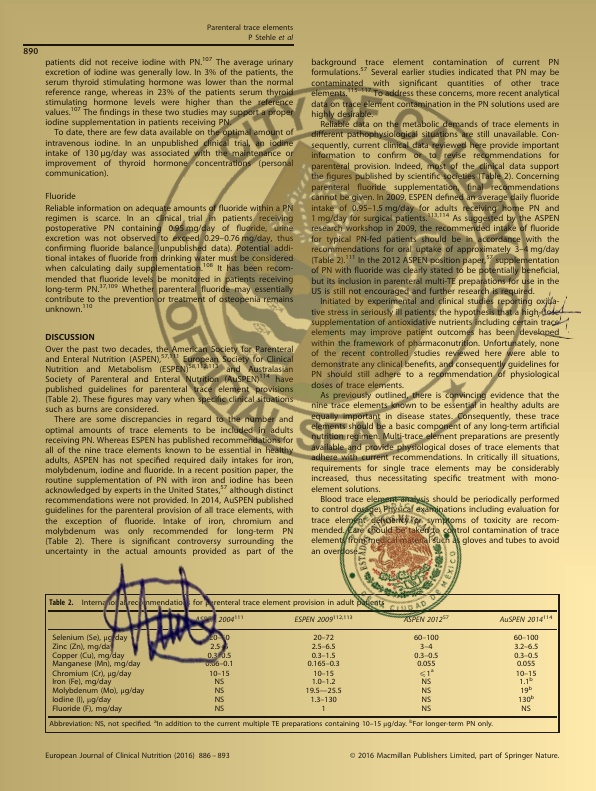 Parenteral trace elements
P Stehle et al
890
patients did not receive iodine with PN.107 The average urinary
excretion of iodine was generally low. In 3% of the patients, the
serum thyroid stimulating hormone was lower than the normal
reference range, whereas in 23% of the patients serum thyroid
stimulating hormone levels were higher than the reference
values.107 The findings in these two studies may support a proper
iodine supplementation in patients receiving PN.
To date, there are few data available on the optimal amount of
intravenous iodine. In an unpublished clinical trial, an iodine
intake of 130 µg/day was associated with the maintenance or
improvement of thyroid hormone concentrations (personal
communication).
Fluoride
Reliable information on adequate amounts of fluoride within a PN
regimen is scarce. In an clinical trial in patients receiving
postoperative PN containing 0.95 mg/day of fluoride, urine
excretion was not observed to exceed 0.29–0.76 mg/day, thus
confirming fluoride balance (unpublished data). Potential addi-
tional intakes of fluoride from drinking water must be considered
when calculating daily supplementation.108 It has been recom-
mended that fluoride levels be monitored in patients receiving
long-term PN.37,109 Whether parenteral fluoride may essentially
contribute to the prevention or treatment of osteopenia remains
unknown.110
DISCUSSION
Over the past two decades, the American Society for Parenteral
and Enteral Nutrition (ASPEN),57,111 European Society for Clinical
Nutrition and Metabolism (ESPEN)58,112,113 and Australasian
Society of Parenteral and Enteral Nutrition (AuSPEN)114 have
published guidelines for parenteral trace element provisions
(Table 2). These figures may vary when specific clinical situations
such as burns are considered.
There are some discrepancies in regard to the number and
optimal amounts of trace elements to be included in adults
receiving PN. Whereas ESPEN has published recommendations for
all of the nine trace elements known to be essential in healthy
adults, ASPEN has not specified required daily intakes for iron,
molybdenum, iodine and fluoride. In a recent position paper, the
routine supplementation of PN with iron and iodine has been
acknowledged by experts in the United States,57 although distinct
recommendations were not provided. In 2014, AuSPEN published
guidelines for the parenteral provision of all trace elements, with
the exception of fluoride. Intake of iron, chromium and
molybdenum was only recommended for long-term PN
(Table 2). There is significant controversy surrounding the
uncertainty in the actual amounts provided as part of the
background trace element contamination of current PN
formulations.57 Several earlier studies indicated that PN may be
contaminated with significant quantities of other trace
elements.115–117 To address these concerns, more recent analytical
data on trace element contamination in the PN solutions used are
highly desirable.
Reliable data on the metabolic demands of trace elements in
different pathophysiological situations are still unavailable. Con-
sequently, current clinical data reviewed here provide important
information to confirm or to revise recommendations for
parenteral provision. Indeed, most of the clinical data support
the figures published by scientific societies (Table 2). Concerning
parenteral fluoride supplementation, final recommendations
cannot be given. In 2009, ESPEN defined an average daily fluoride
intake of 0.95–1.5 mg/day for adults receiving home PN and
1 mg/day for surgical patients.113,114 As suggested by the ASPEN
research workshop in 2009, the recommended intake of fluoride
for typical PN-fed patients should be in accordance with the
recommendations for oral uptake of approximately 3–4 mg/day
(Table 2).111 In the 2012 ASPEN position paper,57 supplementation
of PN with fluoride was clearly stated to be potentially beneficial,
but its inclusion in parenteral multi-TE preparations for use in the
US is still not encouraged and further research is required.
Initiated by experimental and clinical studies reporting oxida-
tive stress in seriously ill patients, the hypothesis that a high-dose
supplementation of antioxidative nutrients including certain trace
elements may improve patient outcomes has been developed
within the framework of pharmaconutrition. Unfortunately, none
of the recent controlled studies reviewed here were able to
demonstrate any clinical benefits, and consequently guidelines for
PN should still adhere to a recommendation of physiological
doses of trace elements.
As previously outlined, there is convincing evidence that the
nine trace elements known to be essential in healthy adults are
equally important in disease states. Consequently, these trace
elements should be a basic component of any long-term artificial
nutrition regimen. Multi-trace element preparations are presently
available and provide physiological doses of trace elements that
adhere with current recommendations. In critically ill situations,
requirements for single trace elements may be considerably
increased, thus necessitating specific treatment with mono-
element solutions.
Blood trace element analysis should be periodically performed
to control dosages. Physical examinations including evaluation for
trace element deficiency or symptoms of toxicity are recom-
mended. Care should be taken to control contamination of trace
element from medical material such as gloves and tubes to avoid
an overdose.
Table 2. International recommendations for parenteral trace element provision in adult patients
ASPEN 2004111 ESPEN 2009112,113 ASPEN 201257 AuSPEN 2014114
Selenium (Se), µg/day 20–60 20–72 60–100 60–100
Zinc (Zn), mg/day 2.5–5 2.5–6.5 3–4 3.2–6.5
Copper (Cu), mg/day 0.3–0.5 0.3–1.5 0.3–0.5 0.3–0.5
Manganese (Mn), mg/day 0.06–0.1 0.165–0.3 0.055 0.055
Chromium (Cr), µg/day 10–15 10–15 ⩽1a 10–15
Iron (Fe), mg/day NS 1.0–1.2 NS 1.1b
Molybdenum (Mo), µg/day NS 19.5—25.5 NS 19b
Iodine (I), µg/day NS 1.3–130 NS 130b
Fluoride (F), mg/day NS 1 NS NS
Abbreviation: NS, not specified. aIn addition to the current multiple TE preparations containing 10–15 µg/day. bFor longer-term PN only.
European Journal of Clinical Nutrition (2016) 886 – 893
© 2016 Macmillan Publishers Limited, part of Springer Nature.